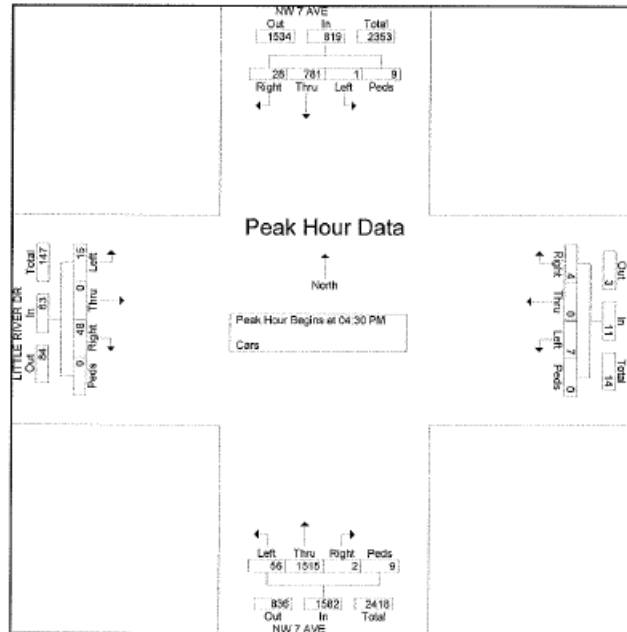 NW 7 AVE
Out In Total
1534 819 2353
28 781 1 9
Right Thru Left Peds
Peak Hour Data
North
Peak Hour Begins at 04:30 PM
Cars
LITTLE RIVER DR
Out In Total
84 63 147
0 48 0 15
Peds Right Thru Left
Out In Total
3 11 14
4 0 7 0
Right Thru Left Peds
Left Thru Right Peds
56 1515 2 9
836 1582 2418
Out In Total
NW 7 AVE